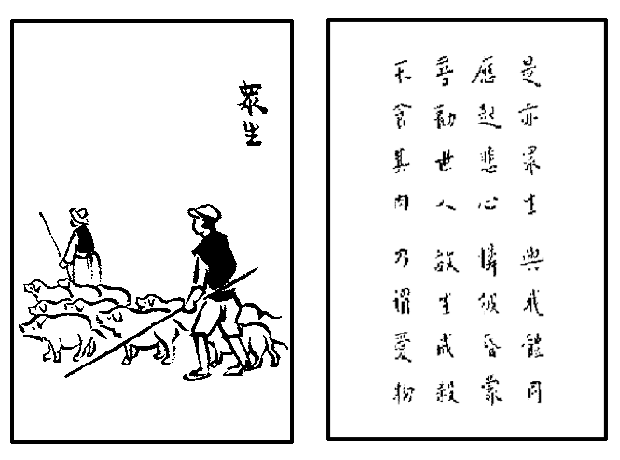 眾生
是亦眾生 與我體同
應起悲心 憐彼昏蒙
普勸世人 放生戒殺
不食其肉 乃謂愛物